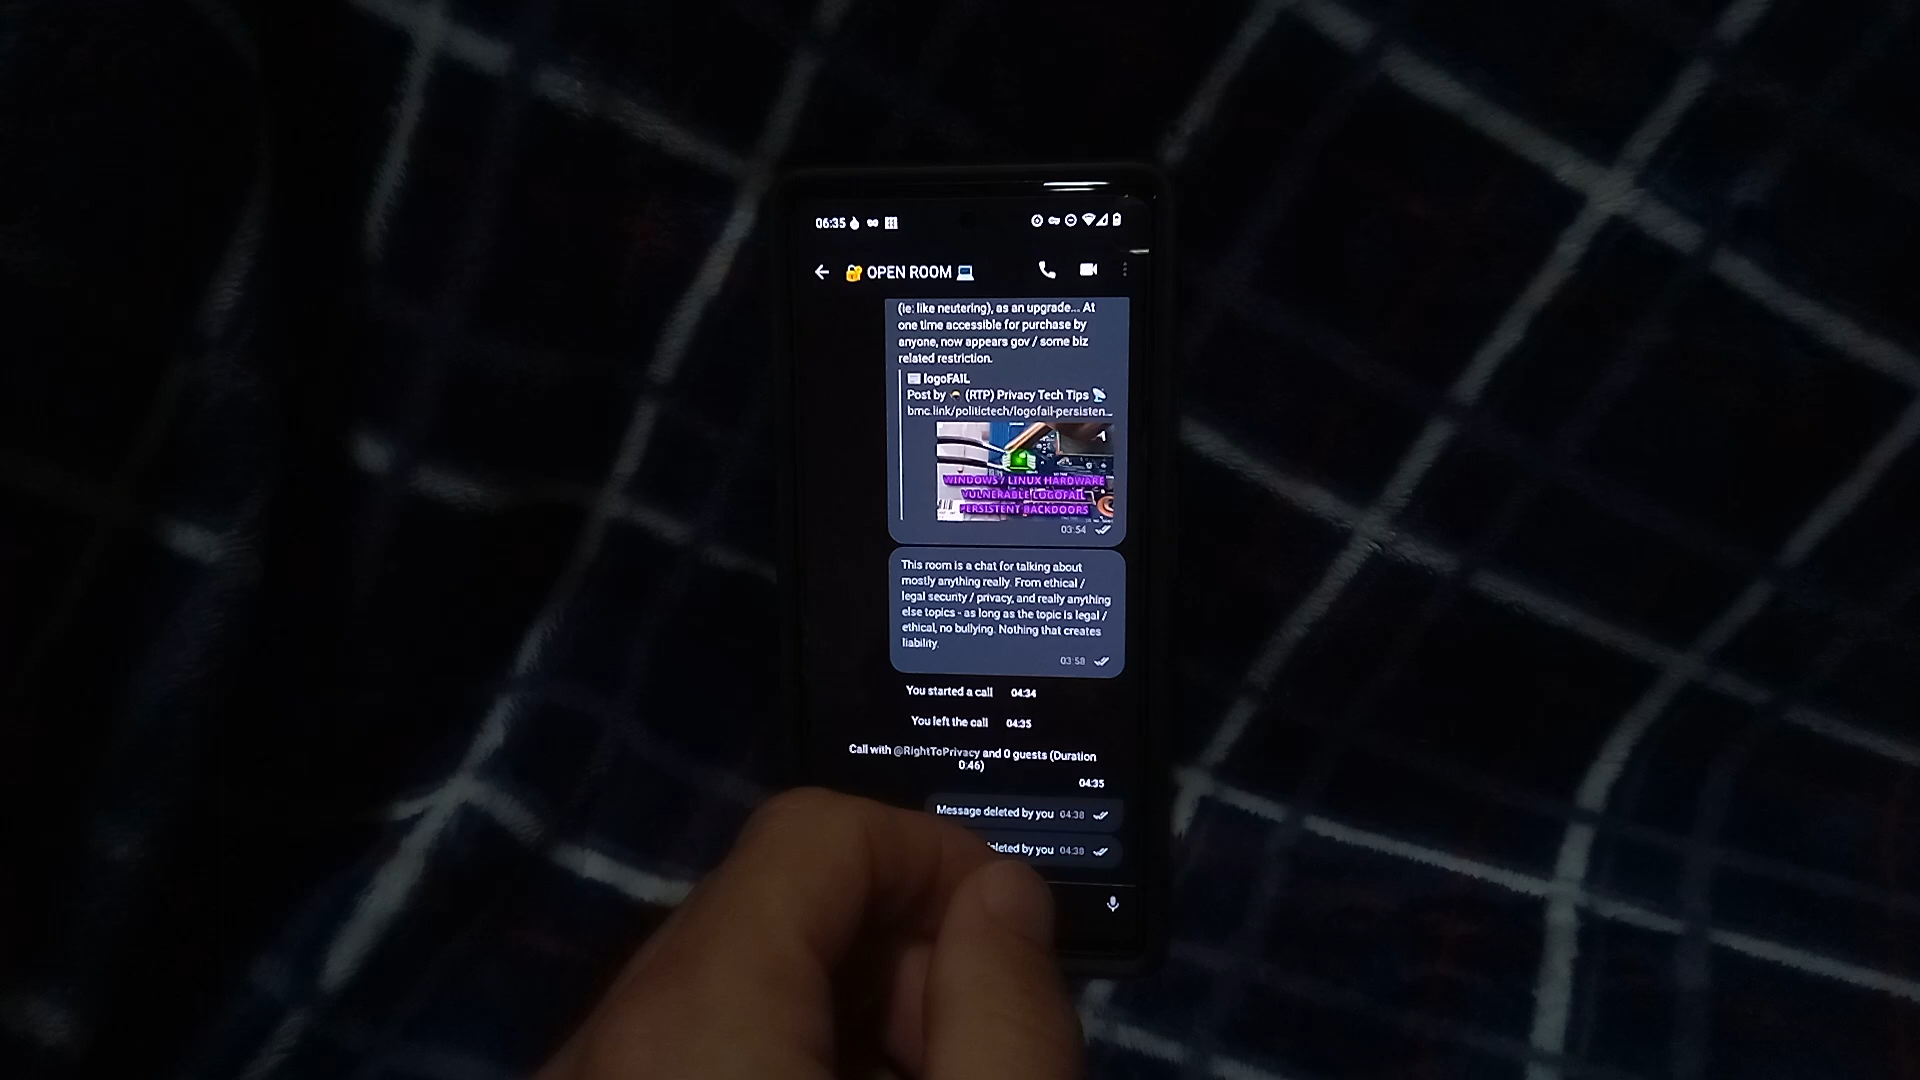 06:35
🔐 OPEN ROOM 💻
(ie: like neutering), as an upgrade... At
one time accessible for purchase by
anyone, now appears gov / some biz
related restriction.
📰 logoFAIL
Post by (RTP) Privacy Tech Tips 📡
bmc.link/politictech/logofail-persisten...
WINDOWS / LINUX HARDWARE
VULNERABLE LOGOFAIL
PERSISTENT BACKDOORS
03:54
This room is a chat for talking about
mostly anything really. From ethical /
legal security / privacy, and really anything
else topics - as long as the topic is legal /
ethical, no bullying. Nothing that creates
liability.
03:58
You started a call 04:34
You left the call 04:35
Call with @RightToPrivacy and 0 guests (Duration
0:46)
04:35
Message deleted by you 04:38
deleted by you 04:38